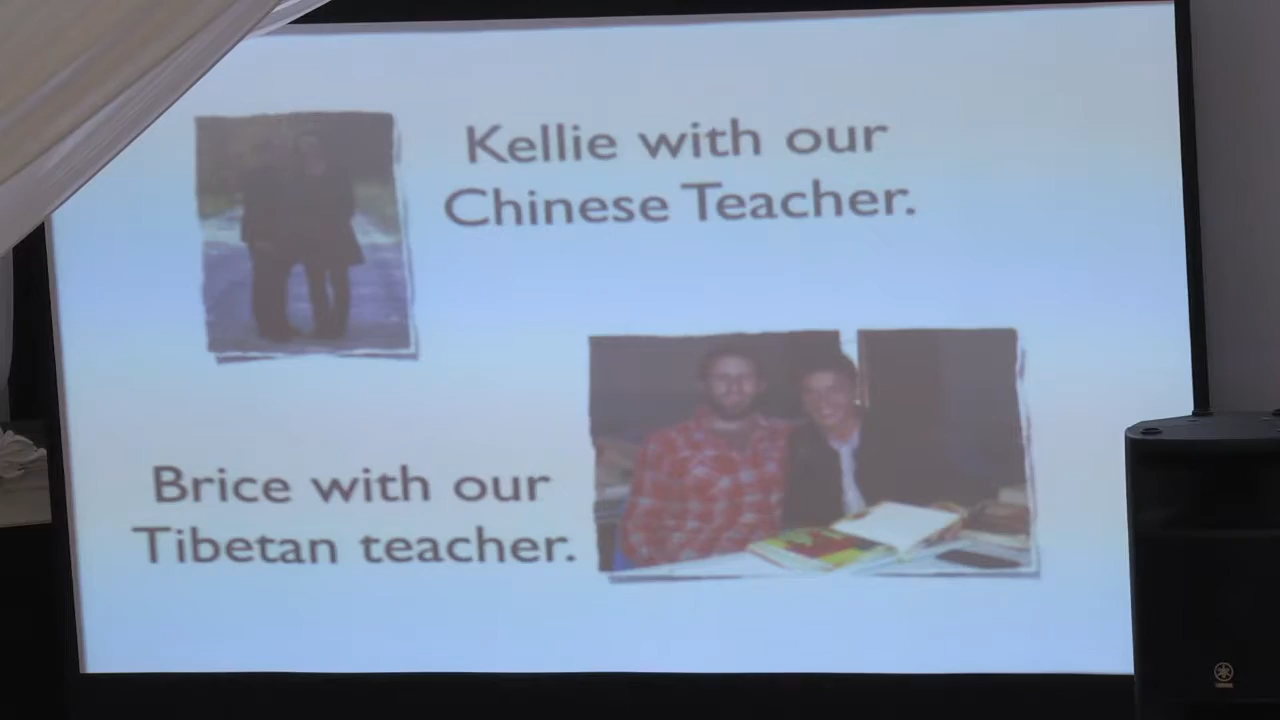 Kellie with our
Chinese Teacher.
Brice with our
Tibetan teacher.